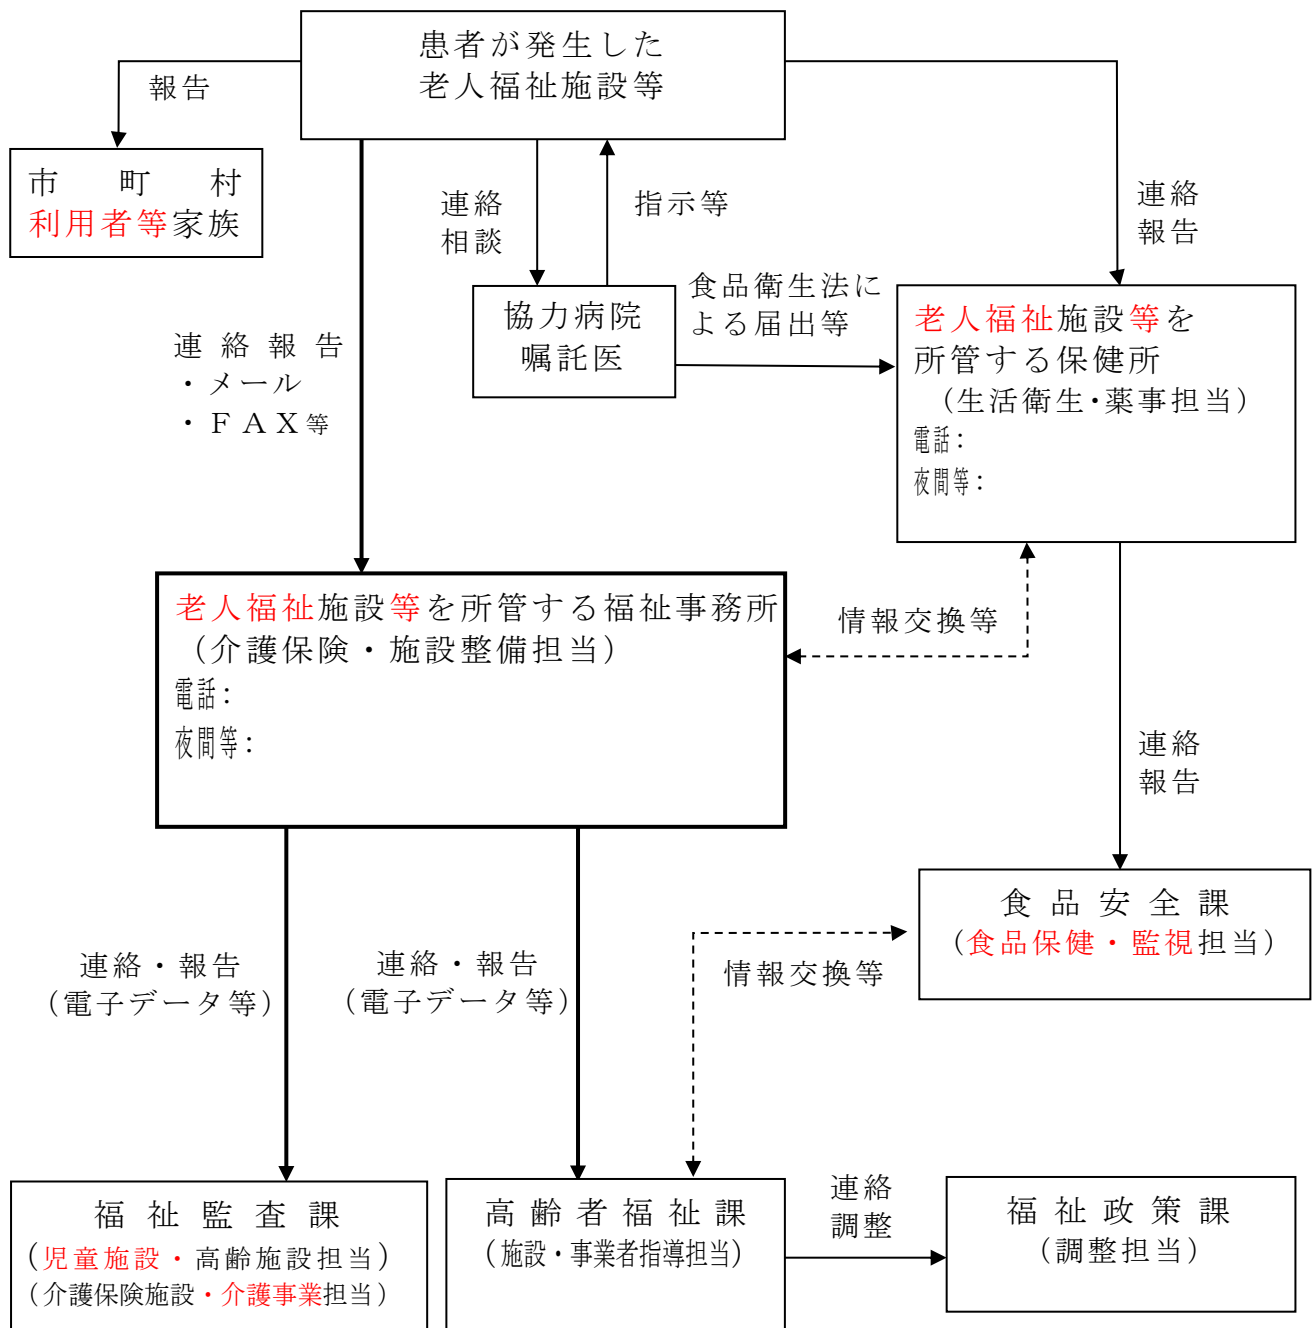 患者が発生した
老人福祉施設等
報告
市町村
利用者等家族
連絡
相談
指示等
連絡
報告
連絡報告
・メール
・ＦＡＸ等
協力病院
嘱託医
食品衛生法に
よる届出等
老人福祉施設等を
所管する保健所
（生活衛生・薬事担当）
電話：
夜間等：
老人福祉施設等を所管する福祉事務所
（介護保険・施設整備担当）
電話：
夜間等：
情報交換等
連絡
報告
食品安全課
（食品保健・監視担当）
連絡・報告
（電子データ等）
連絡・報告
（電子データ等）
情報交換等
福祉監査課
（児童施設・高齢施設担当）
（介護保険施設・介護事業担当）
高齢者福祉課
（施設・事業者指導担当）
連絡
調整
福祉政策課
（調整担当）